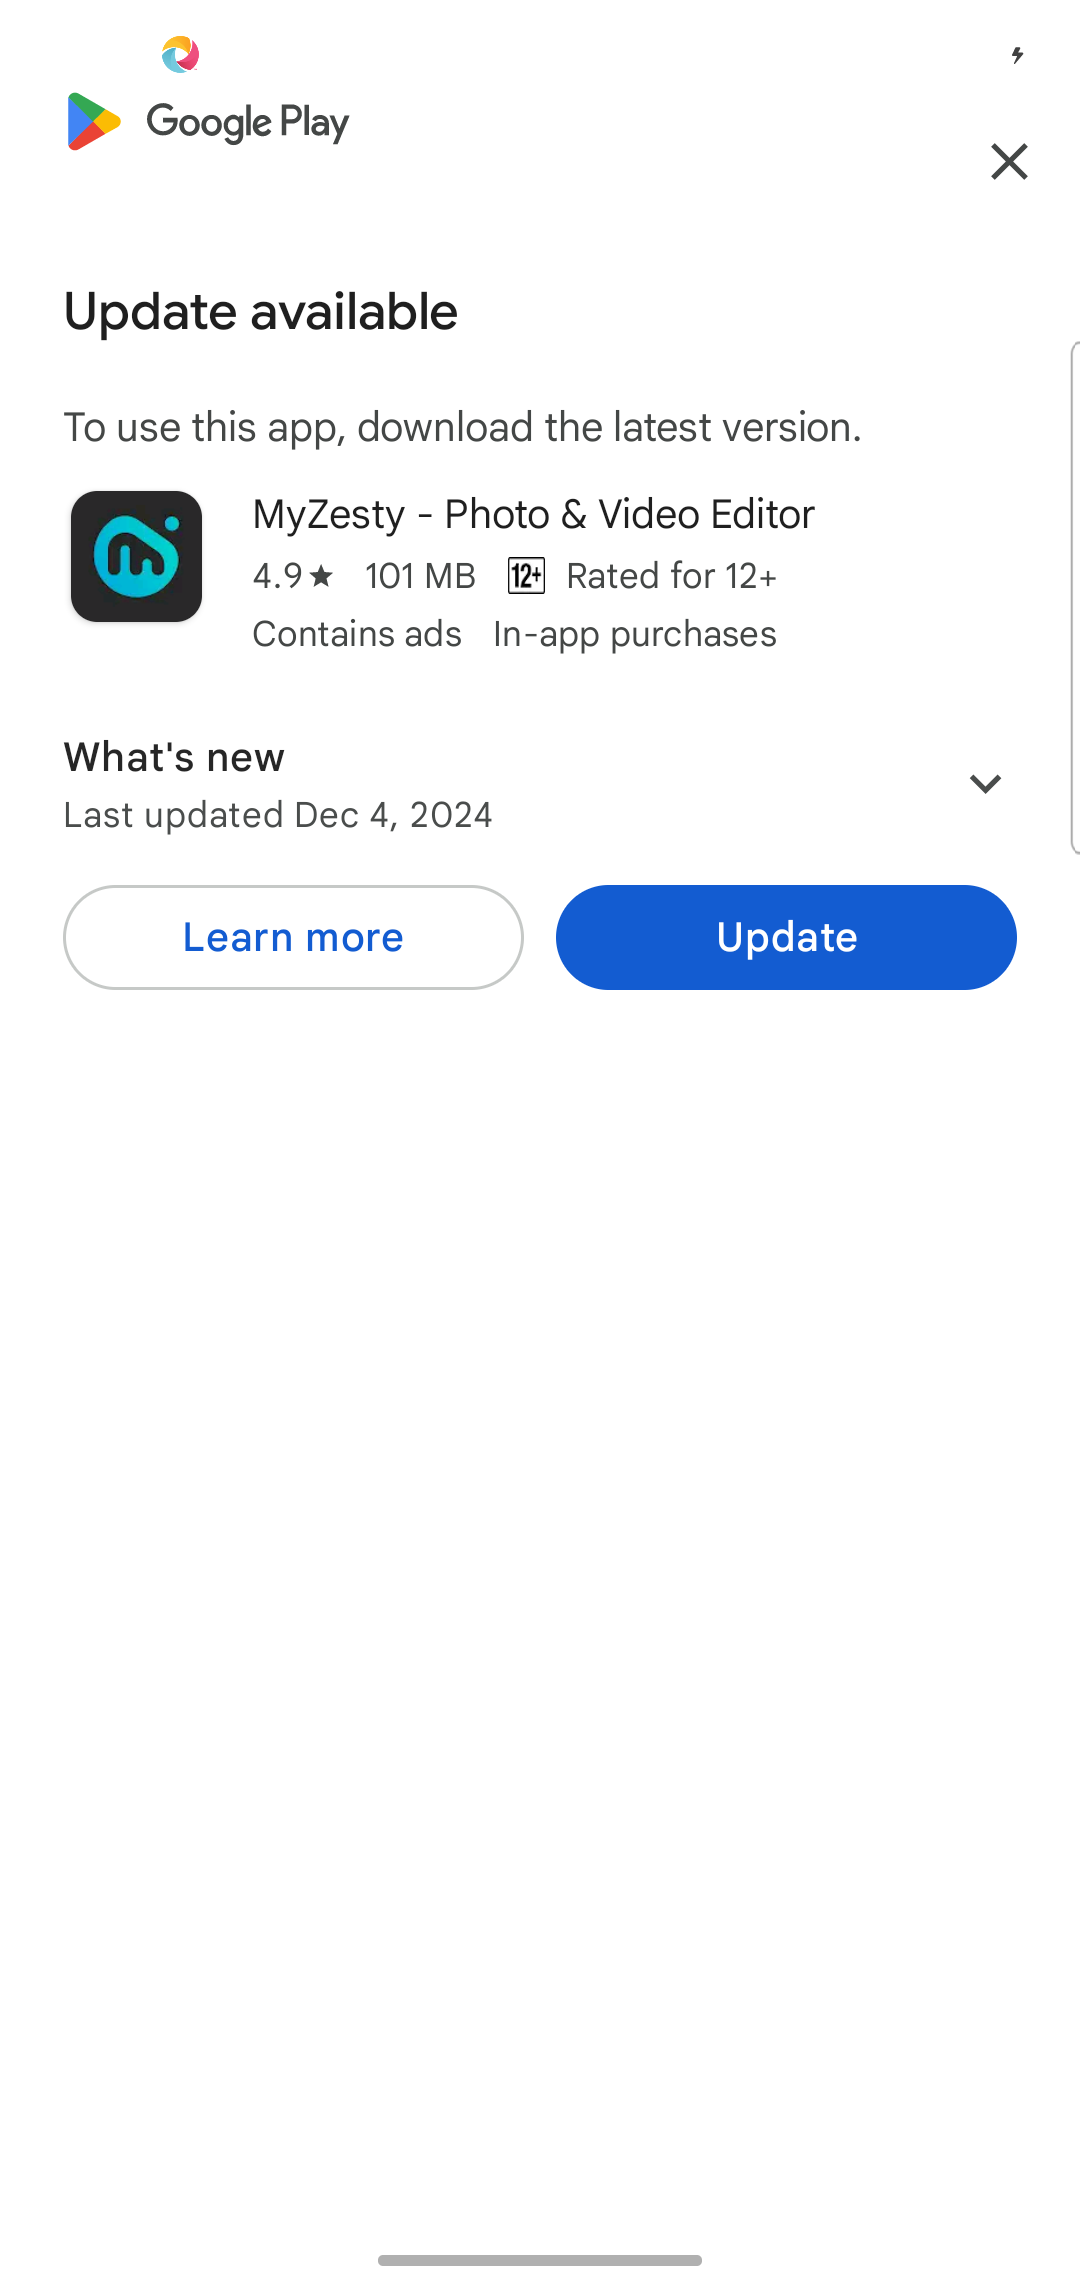 Google Play
Update available
To use this app, download the latest version.
MyZesty - Photo & Video Editor
4.9★ 101 MB 12+ Rated for 12+
Contains ads In-app purchases
What's new
Last updated Dec 4, 2024
Learn more Update